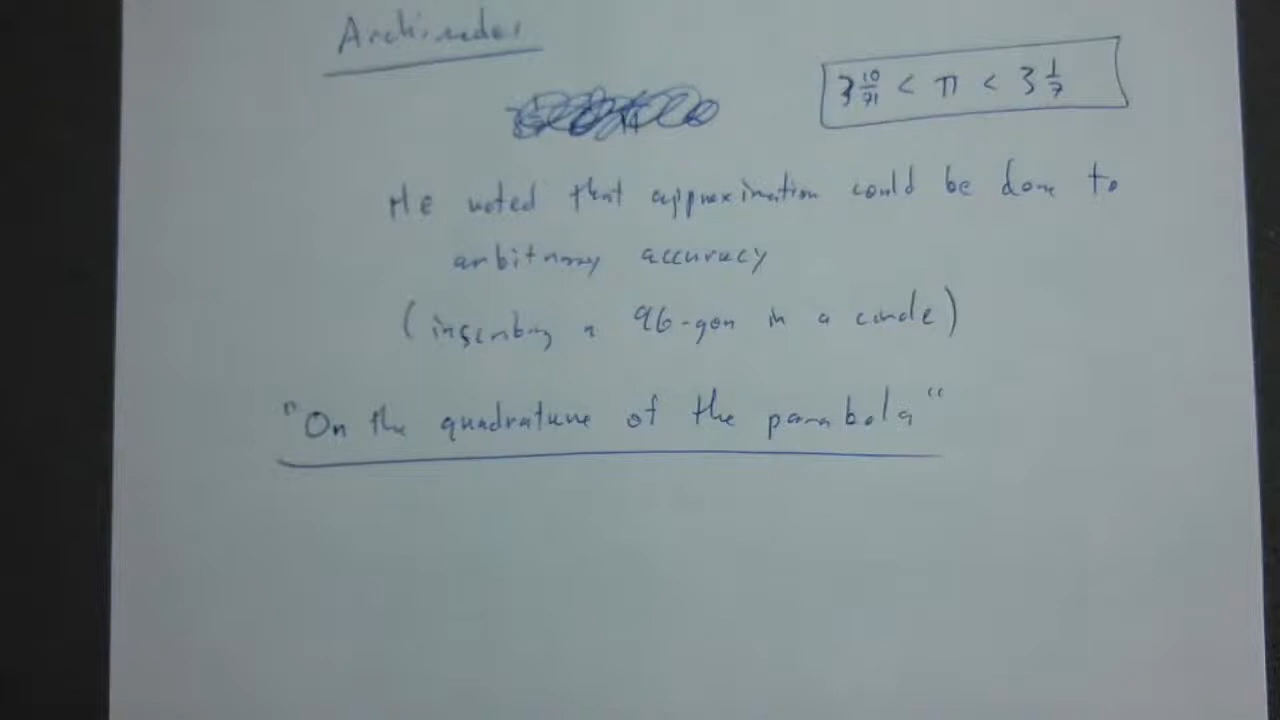 Archimedes
3 10/71 < π < 3 1/7
He noted that approximation could be done to
arbitrary accuracy
(inscribing a 96-gon in a circle)
"On the quadrature of the parabola"